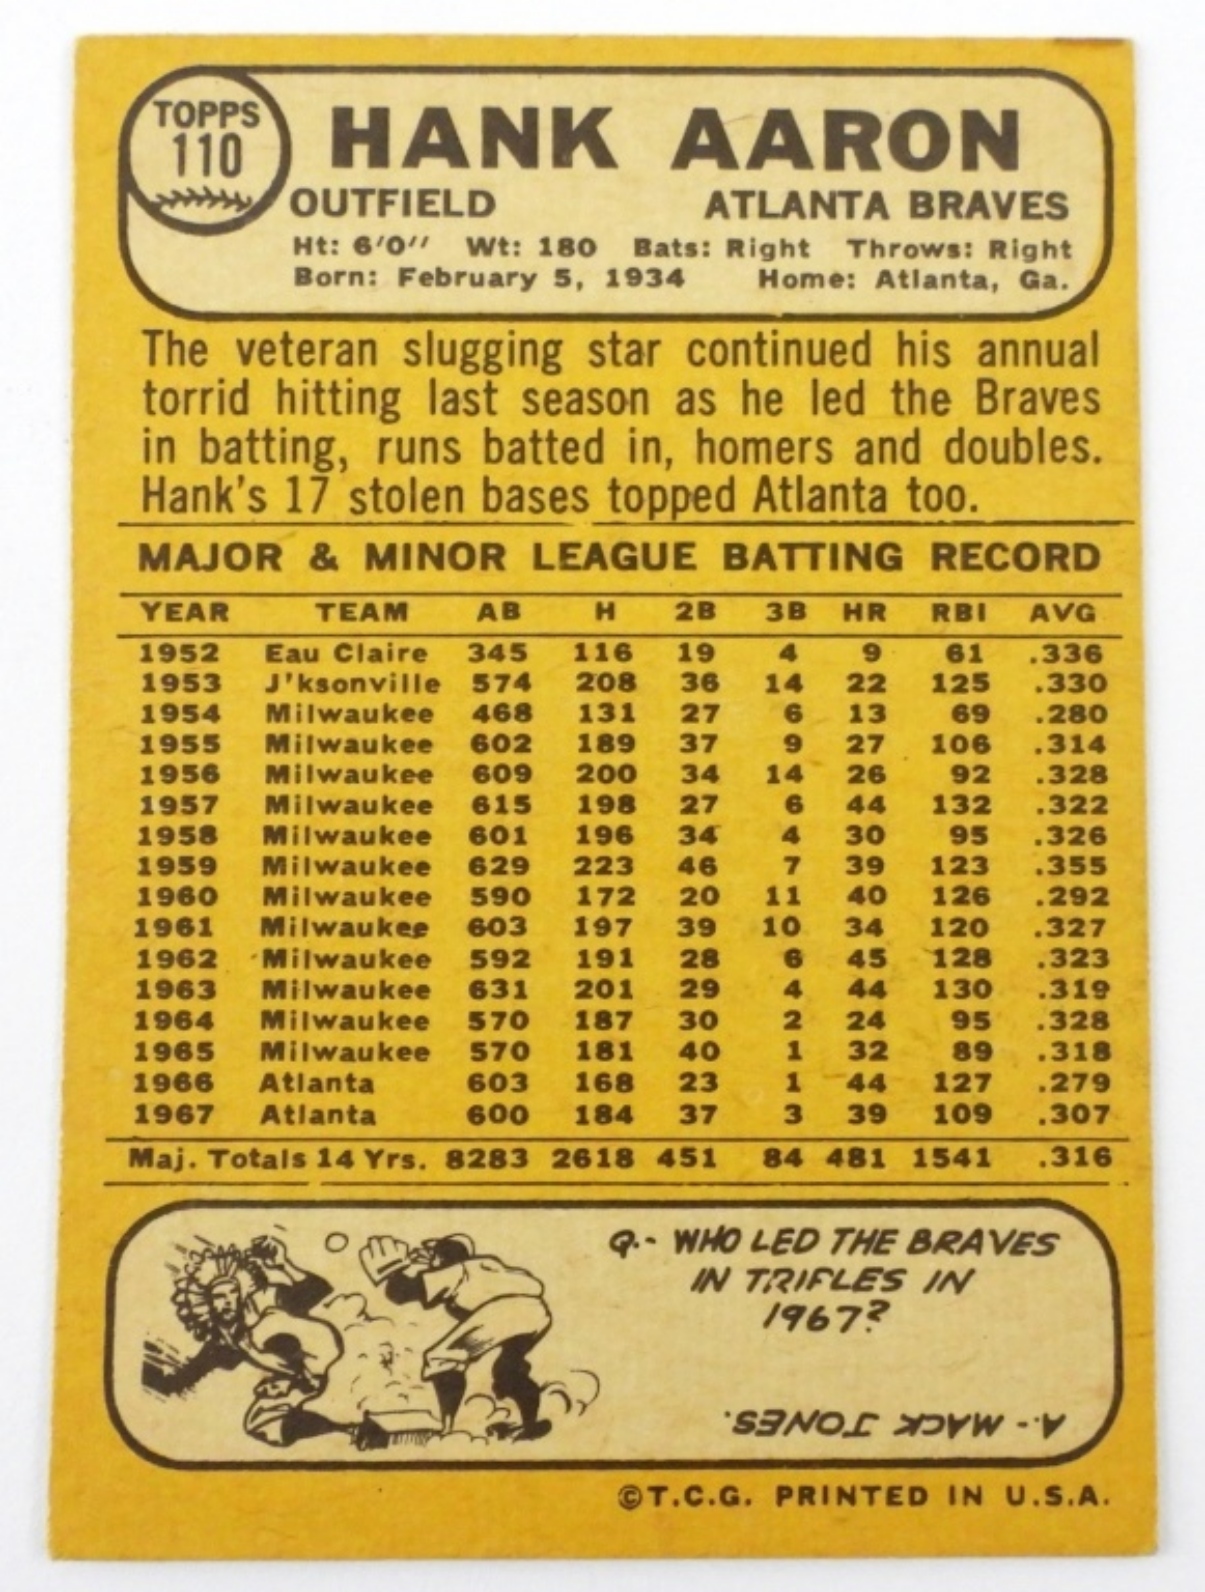 TOPPS
110
HANK AARON
OUTFIELD ATLANTA BRAVES
Ht: 6'0'' Wt: 180 Bats: Right Throws: Right
Born: February 5, 1934 Home: Atlanta, Ga.
The veteran slugging star continued his annual
torrid hitting last season as he led the Braves
in batting, runs batted in, homers and doubles.
Hank's 17 stolen bases topped Atlanta too.
MAJOR & MINOR LEAGUE BATTING RECORD
YEAR TEAM AB H 2B 3B HR RBI AVG
1952 Eau Claire 345 116 19 4 9 61 .336
1953 J'ksonville 574 208 36 14 22 125 .330
1954 Milwaukee 468 131 27 6 13 69 .280
1955 Milwaukee 602 189 37 9 27 106 .314
1956 Milwaukee 609 200 34 14 26 92 .328
1957 Milwaukee 615 198 27 6 44 132 .322
1958 Milwaukee 601 196 34 4 30 95 .326
1959 Milwaukee 629 223 46 7 39 123 .355
1960 Milwaukee 590 172 20 11 40 126 .292
1961 Milwaukee 603 197 39 10 34 120 .327
1962 Milwaukee 592 191 28 6 45 128 .323
1963 Milwaukee 631 201 29 4 44 130 .319
1964 Milwaukee 570 187 30 2 24 95 .328
1965 Milwaukee 570 181 40 1 32 89 .318
1966 Atlanta 603 168 23 1 44 127 .279
1967 Atlanta 600 184 37 3 39 109 .307
Maj. Totals 14 Yrs. 8283 2618 451 84 481 1541 .316
Q.- WHO LED THE BRAVES
IN TRIFLES IN
1967?
A.- MACK JONES.
©T.C.G. PRINTED IN U.S.A.